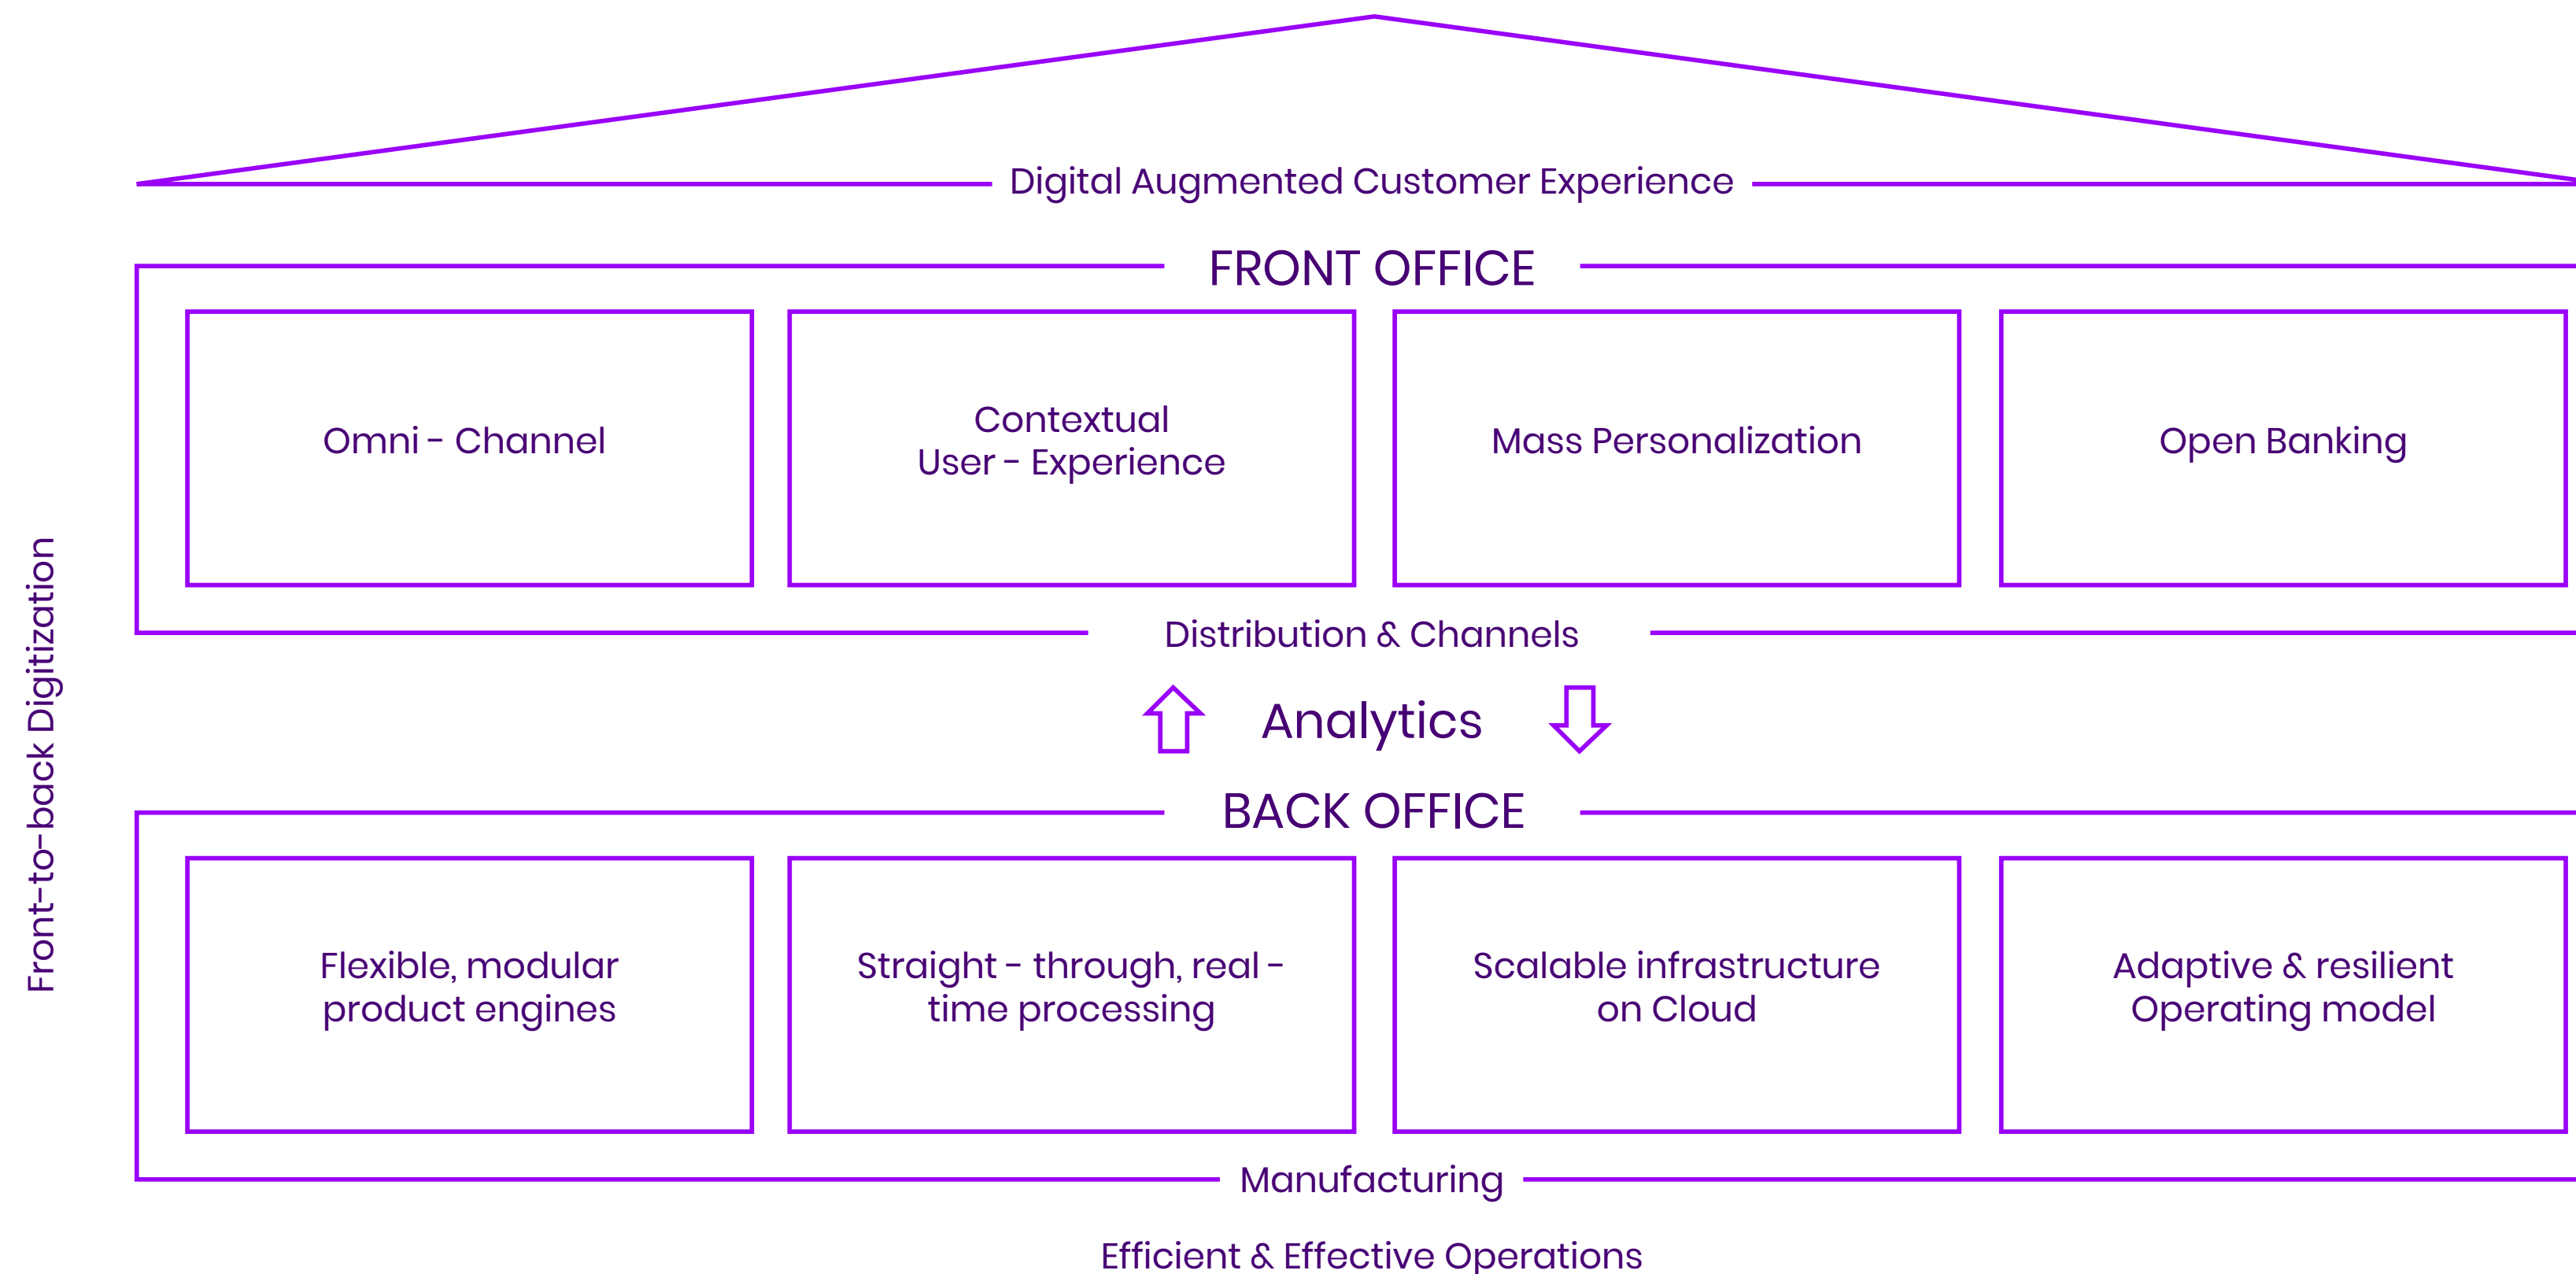 Digital Augmented Customer Experience
FRONT OFFICE
Omni - Channel
Contextual
User - Experience
Mass Personalization
Open Banking
Distribution & Channels
Analytics
Front-to-back Digitization
BACK OFFICE
Flexible, modular
product engines
Straight - through, real -
time processing
Scalable infrastructure
on Cloud
Adaptive & resilient
Operating model
Manufacturing
Efficient & Effective Operations